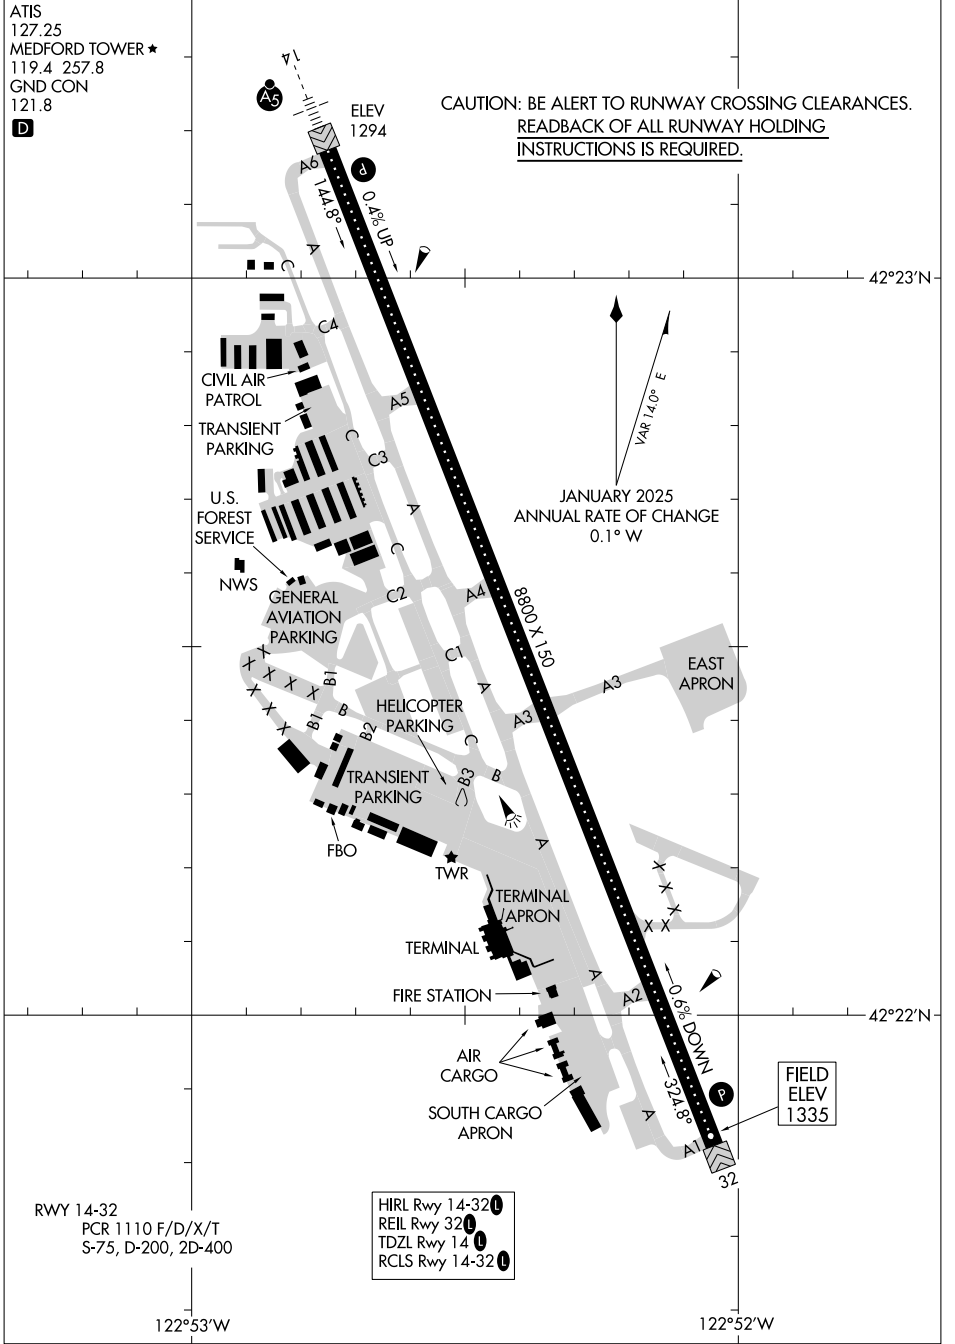 ATIS
127.25
MEDFORD TOWER ★
119.4 257.8
GND CON
121.8
D
14
A5
ELEV
1294
CAUTION: BE ALERT TO RUNWAY CROSSING CLEARANCES.
READBACK OF ALL RUNWAY HOLDING
INSTRUCTIONS IS REQUIRED.
A6
P
144.8°
0.4% UP
A
C
42°23'N
C4
CIVIL AIR
PATROL
A5
VAR 14.0° E
TRANSIENT
PARKING
C
C3
U.S.
FOREST
SERVICE
A
JANUARY 2025
ANNUAL RATE OF CHANGE
0.1° W
C
NWS
GENERAL
AVIATION
PARKING
C2
A4
8800 X 150
C1
EAST
APRON
X X X X X
B1
A
A3
X X X X
HELICOPTER
PARKING
B1
B
B2
A3
C
TRANSIENT
PARKING
B3
B
FBO
A
TWR
X X X
X X
TERMINAL
APRON
TERMINAL
A
FIRE STATION
A2
0.6% DOWN
42°22'N
AIR
CARGO
324.8°
P
FIELD
ELEV
1335
SOUTH CARGO
APRON
A
A1
32
RWY 14-32
PCR 1110 F/D/X/T
S-75, D-200, 2D-400
HIRL Rwy 14-32 L
REIL Rwy 32 L
TDZL Rwy 14 L
RCLS Rwy 14-32 L
122°53'W
122°52'W